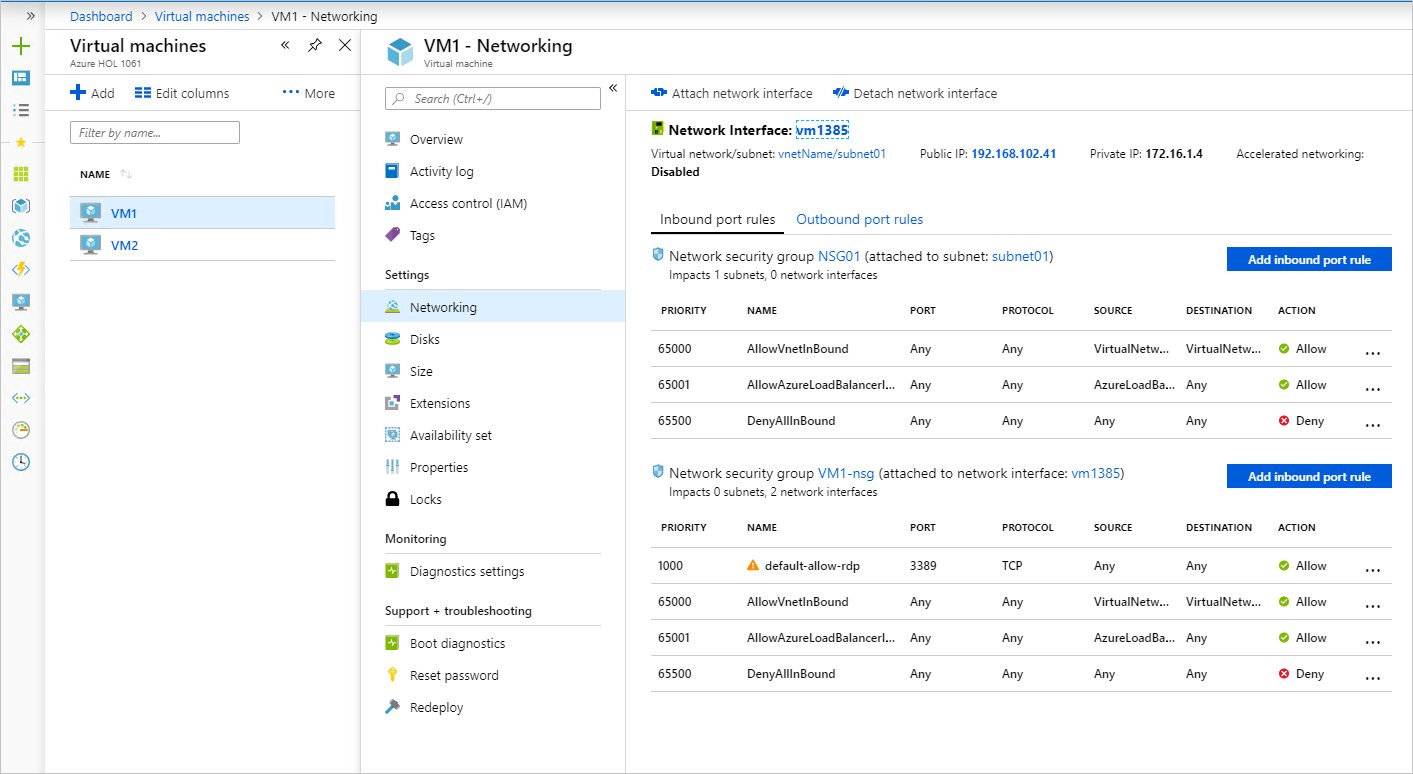 » Dashboard > Virtual machines > VM1 - Networking
Virtual machines «
Azure HOL 1061
Add Edit columns ··· More
Filter by name...
NAME ↑↓
VM1
VM2
VM1 - Networking
Virtual machine
Search (Ctrl+/) «
Overview
Activity log
Access control (IAM)
Tags
Settings
Networking
Disks
Size
Extensions
Availability set
Properties
Locks
Monitoring
Diagnostics settings
Support + troubleshooting
Boot diagnostics
Reset password
Redeploy
Attach network interface Detach network interface
Network Interface: vm1385
Virtual network/subnet: vnetName/subnet01 Public IP: 192.168.102.41 Private IP: 172.16.1.4 Accelerated networking:
Disabled
Inbound port rules Outbound port rules
Network security group NSG01 (attached to subnet: subnet01) Add inbound port rule
Impacts 1 subnets, 0 network interfaces
PRIORITY NAME PORT PROTOCOL SOURCE DESTINATION ACTION
65000 AllowVnetInBound Any Any VirtualNetw... VirtualNetw... Allow ...
65001 AllowAzureLoadBalancerI... Any Any AzureLoadBa... Any Allow ...
65500 DenyAllInBound Any Any Any Any Deny ...
Network security group VM1-nsg (attached to network interface: vm1385) Add inbound port rule
Impacts 0 subnets, 2 network interfaces
PRIORITY NAME PORT PROTOCOL SOURCE DESTINATION ACTION
1000 default-allow-rdp 3389 TCP Any Any Allow ...
65000 AllowVnetInBound Any Any VirtualNetw... VirtualNetw... Allow ...
65001 AllowAzureLoadBalancerI... Any Any AzureLoadBa... Any Allow ...
65500 DenyAllInBound Any Any Any Any Deny ...